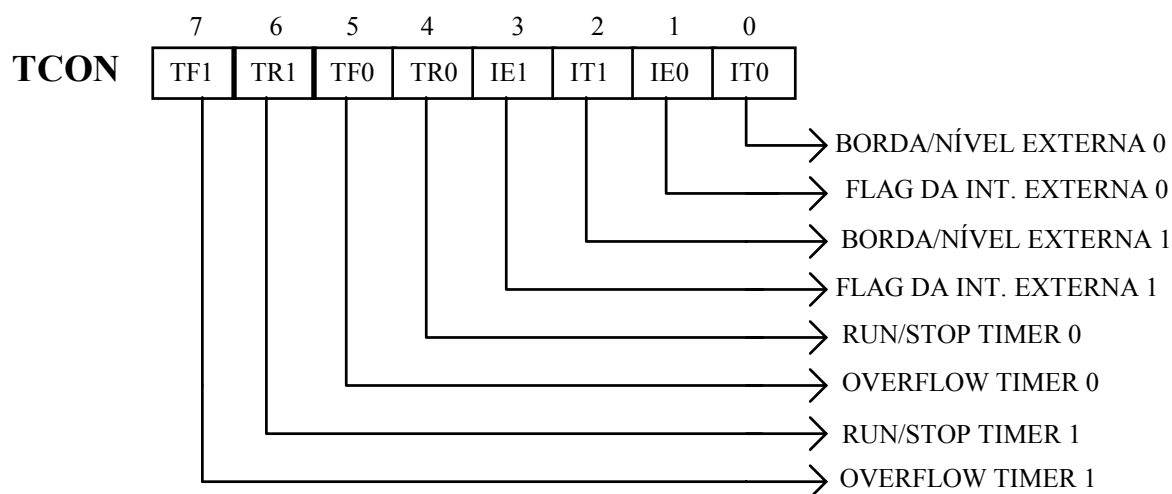 7 6 5 4 3 2 1 0
TCON TF1 TR1 TF0 TR0 IE1 IT1 IE0 IT0
BORDA/NÍVEL EXTERNA 0
FLAG DA INT. EXTERNA 0
BORDA/NÍVEL EXTERNA 1
FLAG DA INT. EXTERNA 1
RUN/STOP TIMER 0
OVERFLOW TIMER 0
RUN/STOP TIMER 1
OVERFLOW TIMER 1